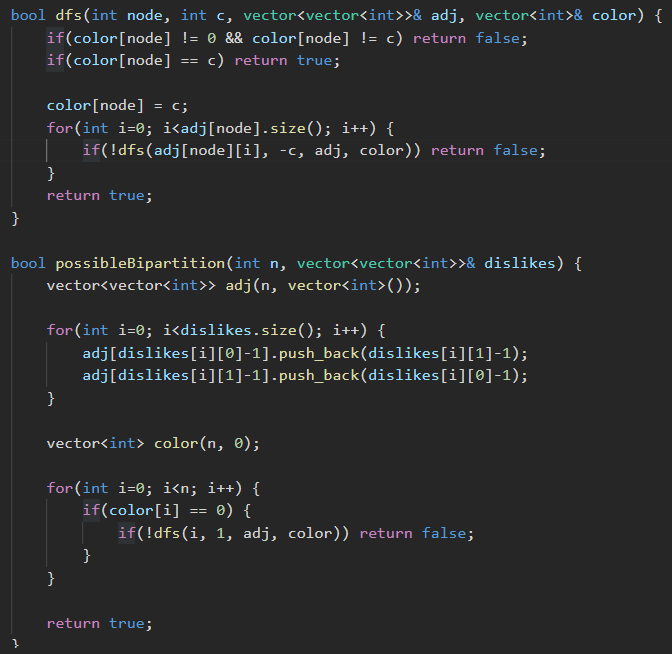 bool dfs(int node, int c, vector<vector<int>>& adj, vector<int>& color) {
    if(color[node] != 0 && color[node] != c) return false;
    if(color[node] == c) return true;

    color[node] = c;
    for(int i=0; i<adj[node].size(); i++) {
        if(!dfs(adj[node][i], -c, adj, color)) return false;
    }
    return true;
}

bool possibleBipartition(int n, vector<vector<int>>& dislikes) {
    vector<vector<int>> adj(n, vector<int>());

    for(int i=0; i<dislikes.size(); i++) {
        adj[dislikes[i][0]-1].push_back(dislikes[i][1]-1);
        adj[dislikes[i][1]-1].push_back(dislikes[i][0]-1);
    }

    vector<int> color(n, 0);

    for(int i=0; i<n; i++) {
        if(color[i] == 0) {
            if(!dfs(i, 1, adj, color)) return false;
        }
    }

    return true;
}